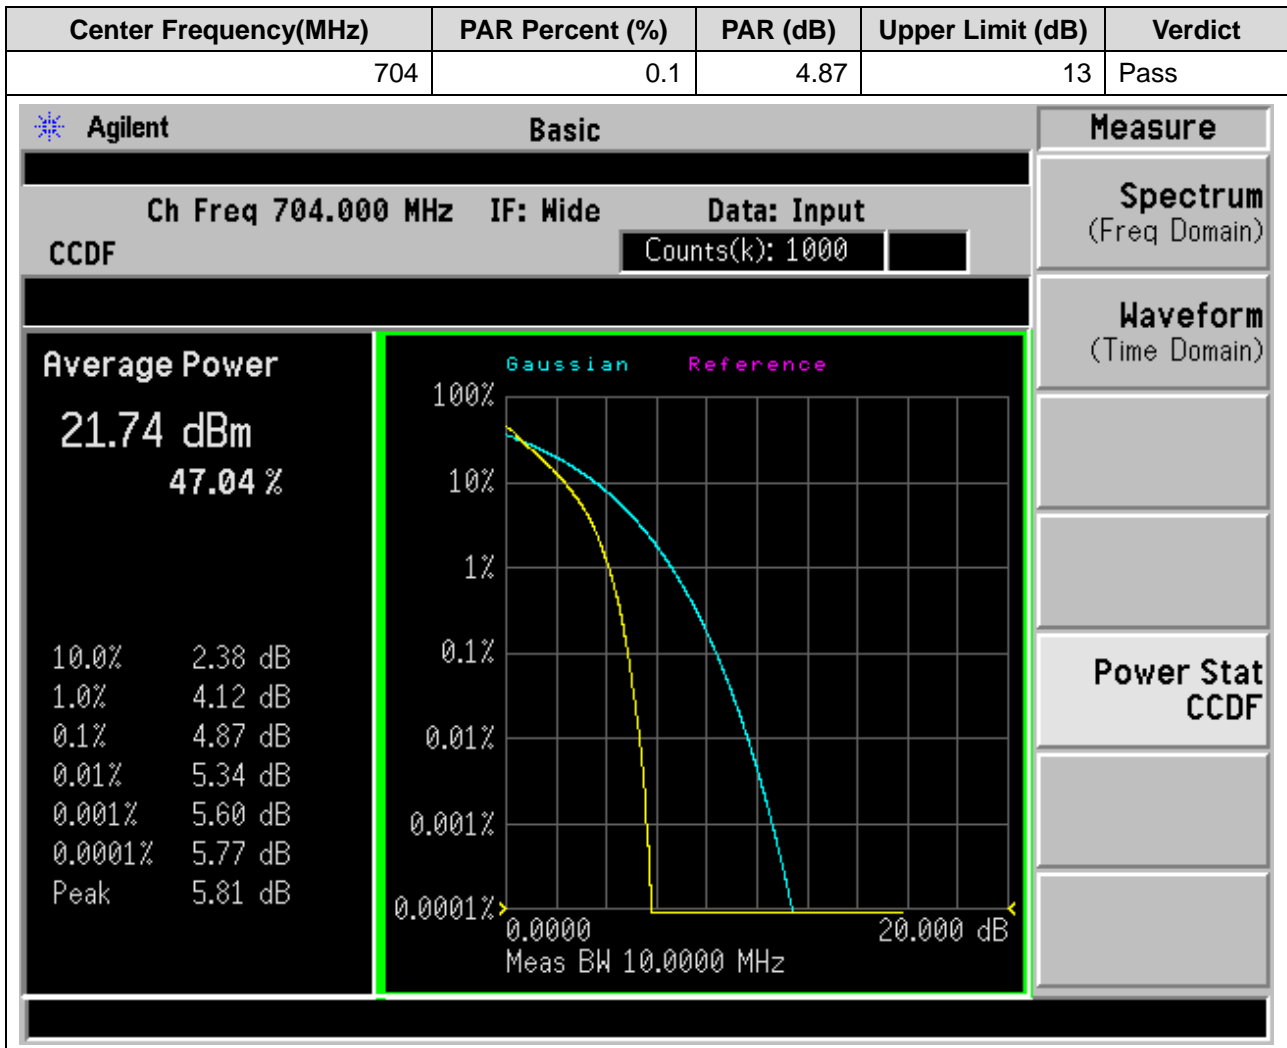 Center Frequency(MHz) PAR Percent (%) PAR (dB) Upper Limit (dB) Verdict
704 0.1 4.87 13 Pass
Agilent Basic Measure
Ch Freq 704.000 MHz IF: Wide Data: Input
CCDF Counts(k): 1000
Spectrum
(Freq Domain)
Waveform
(Time Domain)
Power Stat
CCDF
Average Power
21.74 dBm
47.04 %
10.0% 2.38 dB
1.0% 4.12 dB
0.1% 4.87 dB
0.01% 5.34 dB
0.001% 5.60 dB
0.0001% 5.77 dB
Peak 5.81 dB
Gaussian Reference
100%
10%
1%
0.1%
0.01%
0.001%
0.0001%
0.0000 20.000 dB
Meas BW 10.0000 MHz